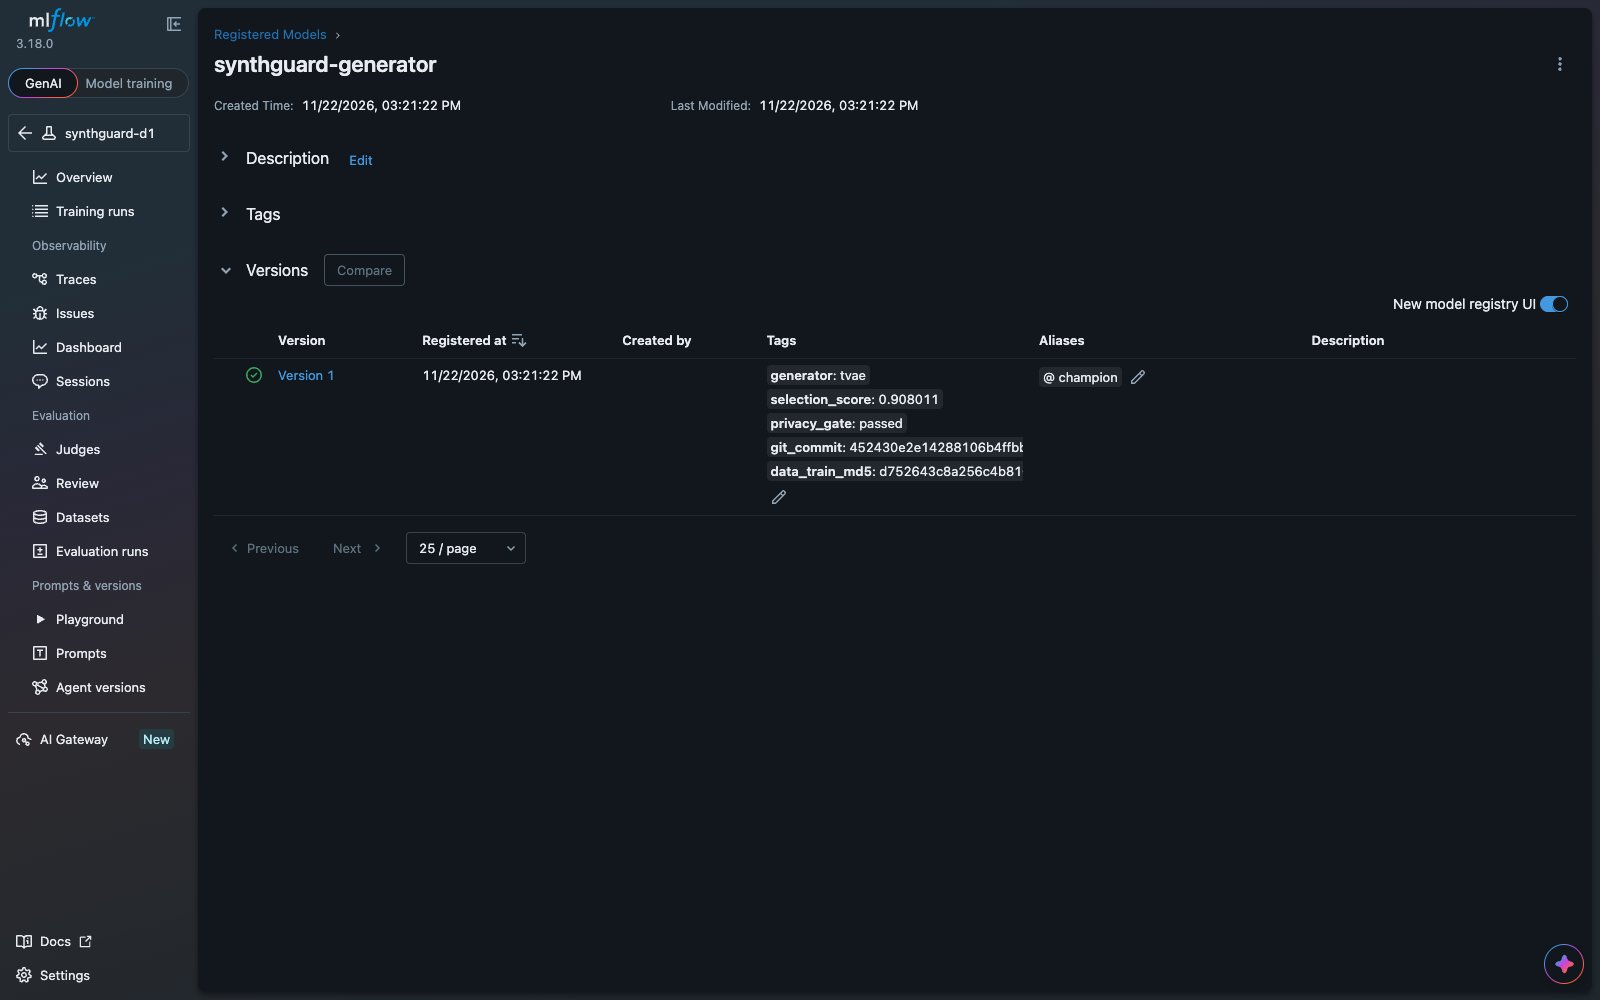 mlflow
3.18.0
GenAI
Model training
synthguard-d1
Overview
Training runs
Observability
Traces
Issues
Dashboard
Sessions
Evaluation
Judges
Review
Datasets
Evaluation runs
Prompts & versions
Playground
Prompts
Agent versions
AI Gateway New
Docs
Settings
Registered Models
synthguard-generator
Created Time: 11/22/2026, 03:21:22 PM Last Modified: 11/22/2026, 03:21:22 PM
Description Edit
Tags
Versions Compare
New model registry UI
Version Registered at Created by Tags Aliases Description
Version 1 11/22/2026, 03:21:22 PM generator: tvae @ champion
selection_score: 0.908011
privacy_gate: passed
git_commit: 452430e2e14288106b4ffbb
data_train_md5: d752643c8a256c4b81
Previous Next 25 / page